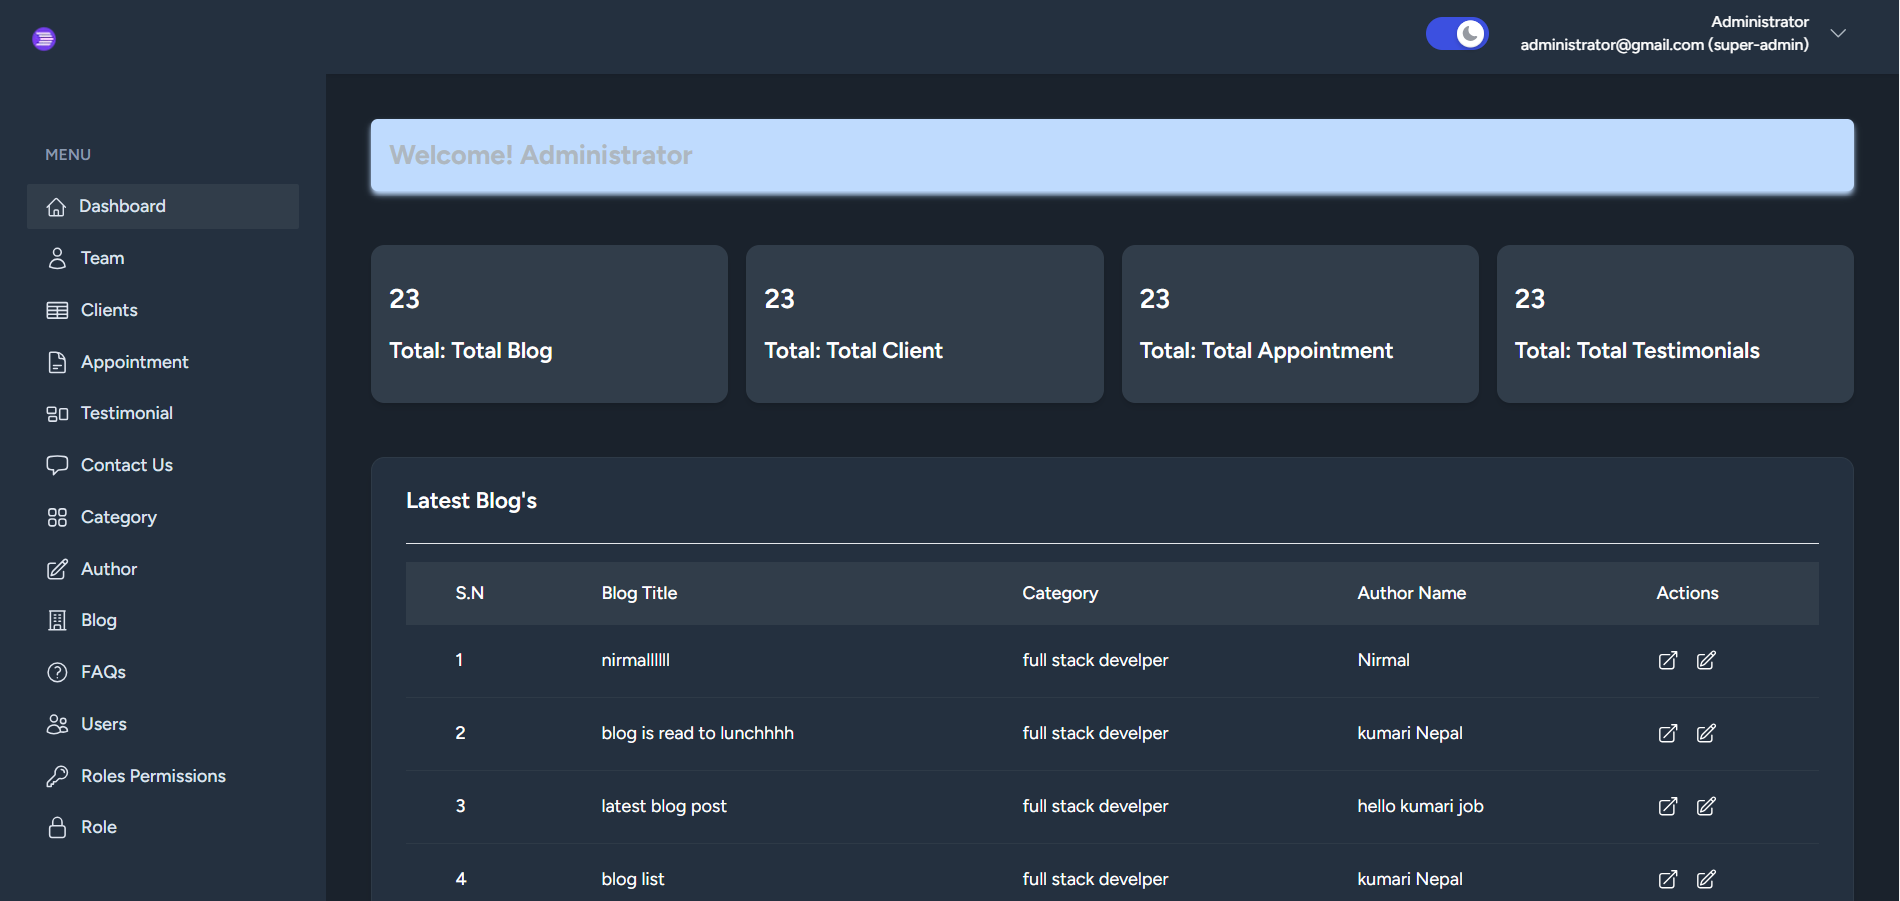 Administrator
administrator@gmail.com (super-admin)
MENU
Dashboard
Team
Clients
Appointment
Testimonial
Contact Us
Category
Author
Blog
FAQs
Users
Roles Permissions
Role
Welcome! Administrator
23
Total: Total Blog
23
Total: Total Client
23
Total: Total Appointment
23
Total: Total Testimonials
Latest Blog's
S.N Blog Title Category Author Name Actions
1 nirmallllll full stack develper Nirmal
2 blog is read to lunchhhh full stack develper kumari Nepal
3 latest blog post full stack develper hello kumari job
4 blog list full stack develper kumari Nepal